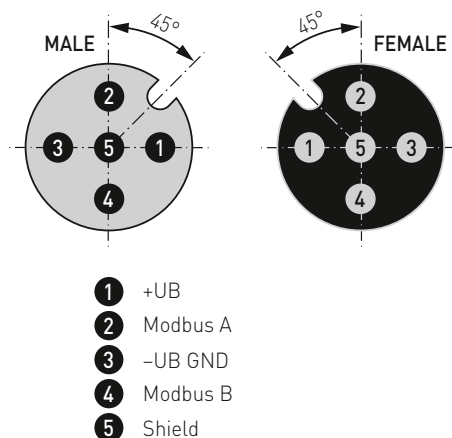 45° 45°
MALE FEMALE
2 2
3 5 1 1 5 3
4 4
1 +UB
2 Modbus A
3 –UB GND
4 Modbus B
5 Shield